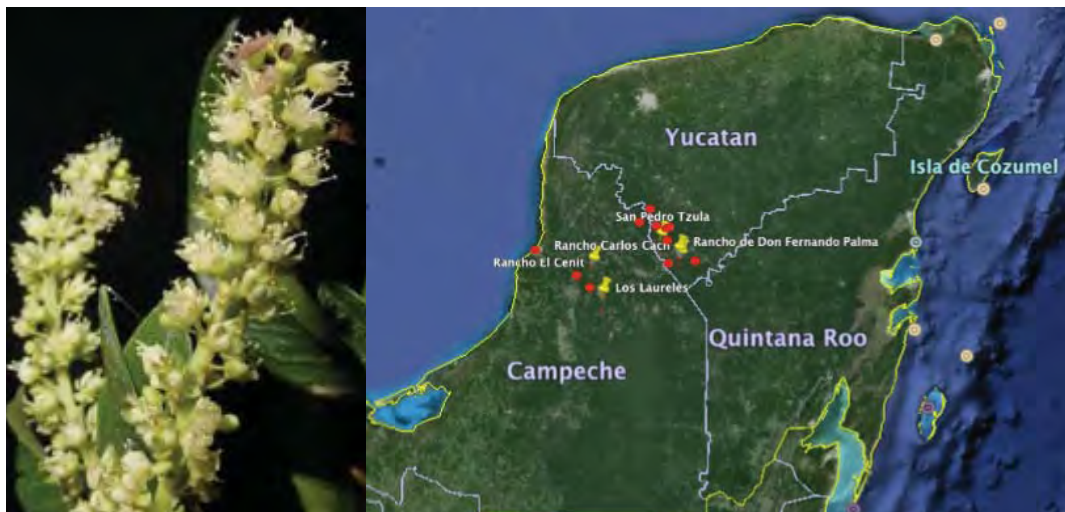 Yucatan
Isla de Cozumel
San Pedro Tzula
Rancho Carlos Cach
Rancho de Don Fernando Palma
Rancho El Cenit
Los Laureles
Quintana Roo
Campeche